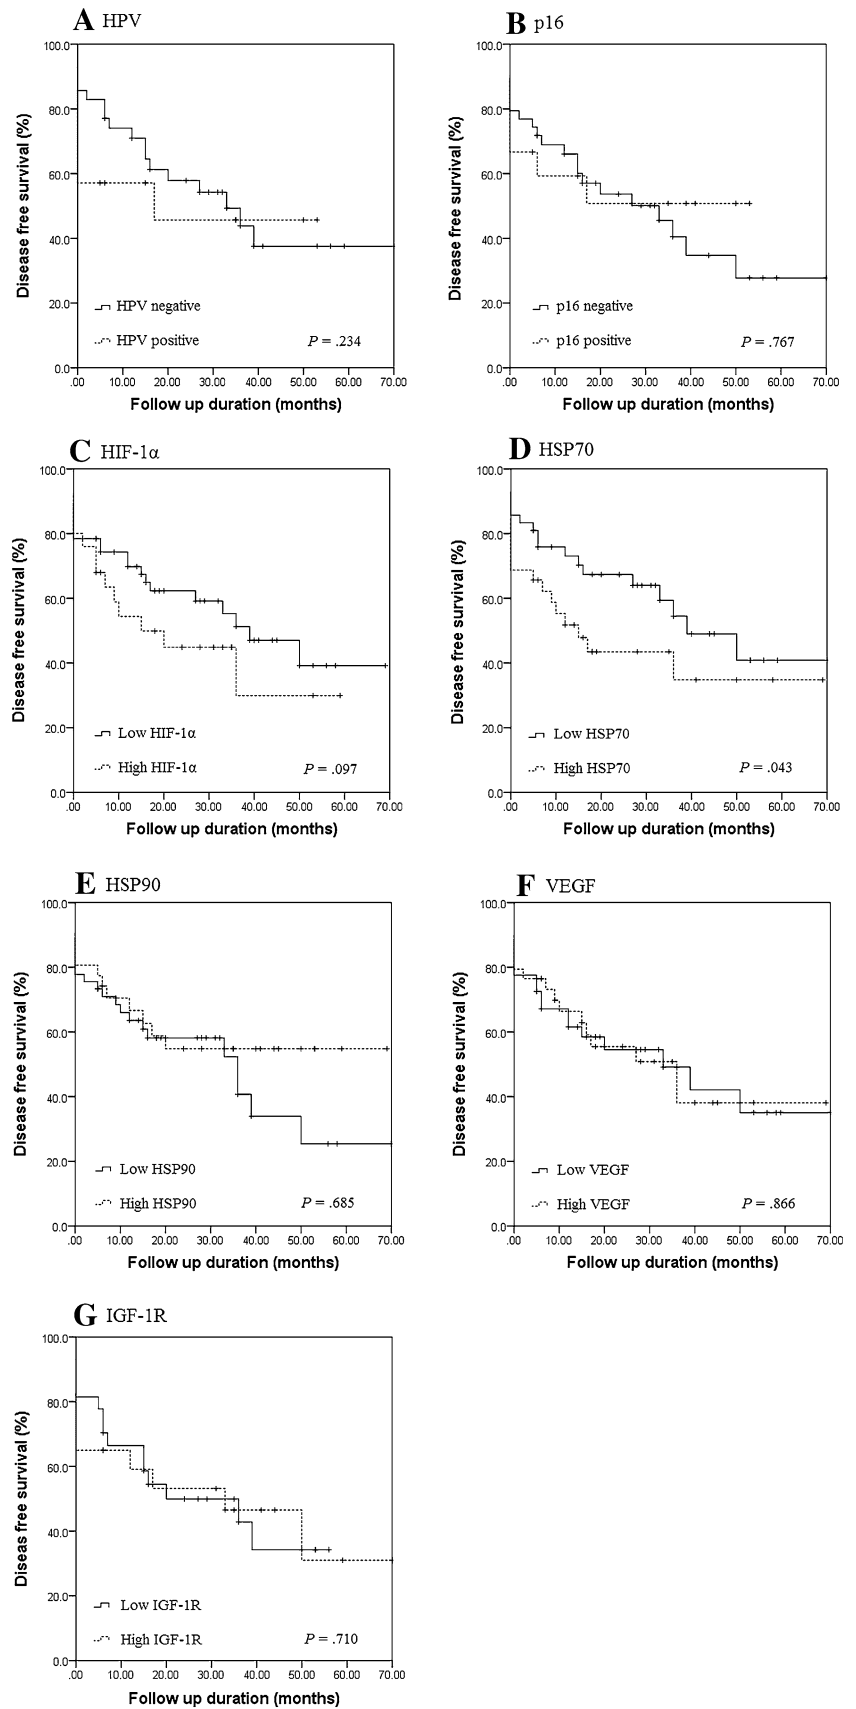 A HPV
Disease free survival (%)
100.0
80.0
60.0
40.0
20.0
0.0
HPV negative
HPV positive
P = .234
.00 10.00 20.00 30.00 40.00 50.00 60.00 70.00
Follow up duration (months)
B p16
Disease free survival (%)
100.0
80.0
60.0
40.0
20.0
0.0
p16 negative
p16 positive
P = .767
.00 10.00 20.00 30.00 40.00 50.00 60.00 70.00
Follow up duration (months)
C HIF-1α
Disease free survival (%)
100.0
80.0
60.0
40.0
20.0
0.0
Low HIF-1α
High HIF-1α
P = .097
.00 10.00 20.00 30.00 40.00 50.00 60.00 70.00
Follow up duration (months)
D HSP70
Disease free survival (%)
100.0
80.0
60.0
40.0
20.0
0.0
Low HSP70
High HSP70
P = .043
.00 10.00 20.00 30.00 40.00 50.00 60.00 70.00
Follow up duration (months)
E HSP90
Disease free survival (%)
100.0
80.0
60.0
40.0
20.0
0.0
Low HSP90
High HSP90
P = .685
.00 10.00 20.00 30.00 40.00 50.00 60.00 70.00
Follow up duration (months)
F VEGF
Disease free survival (%)
100.0
80.0
60.0
40.0
20.0
0.0
Low VEGF
High VEGF
P = .866
.00 10.00 20.00 30.00 40.00 50.00 60.00 70.00
Follow up duration (months)
G IGF-1R
Diseas free survival (%)
100.0
80.0
60.0
40.0
20.0
0.0
Low IGF-1R
High IGF-1R
P = .710
.00 10.00 20.00 30.00 40.00 50.00 60.00 70.00
Follow up duration (months)